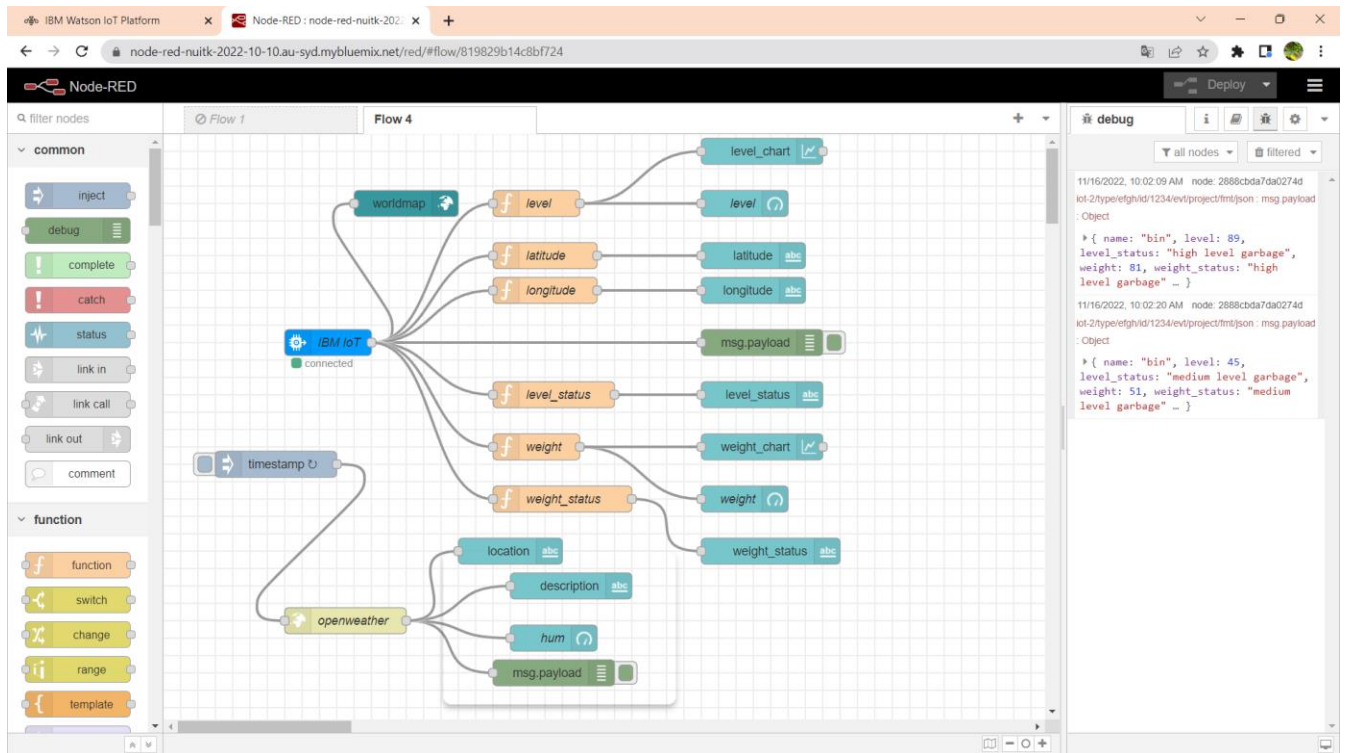 IBM Watson IoT Platform
Node-RED : node-red-nuitk-202
node-red-nuitk-2022-10-10.au-syd.mybluemix.net/red/#flow/819829b14c8bf724
Node-RED
Deploy
filter nodes
common
inject
debug
complete
catch
status
link in
link call
link out
comment
function
function
switch
change
range
template
Flow 1
Flow 4
level_chart
worldmap
level
level
latitude
latitude
abc
longitude
longitude
abc
IBM IoT
connected
msg.payload
level_status
level_status
abc
weight
weight_chart
timestamp ↻
weight_status
weight
location
abc
weight_status
abc
description
abc
openweather
hum
msg.payload
debug
i
all nodes
filtered
11/16/2022, 10:02:09 AM node: 2888cbda7da0274d
iot-2/type/efgh/id/1234/evt/project/fmt/json : msg.payload
: Object
{ name: "bin", level: 89,
level_status: "high level garbage",
weight: 81, weight_status: "high
level garbage" … }
11/16/2022, 10:02:20 AM node: 2888cbda7da0274d
iot-2/type/efgh/id/1234/evt/project/fmt/json : msg.payload
: Object
{ name: "bin", level: 45,
level_status: "medium level garbage",
weight: 51, weight_status: "medium
level garbage" … }